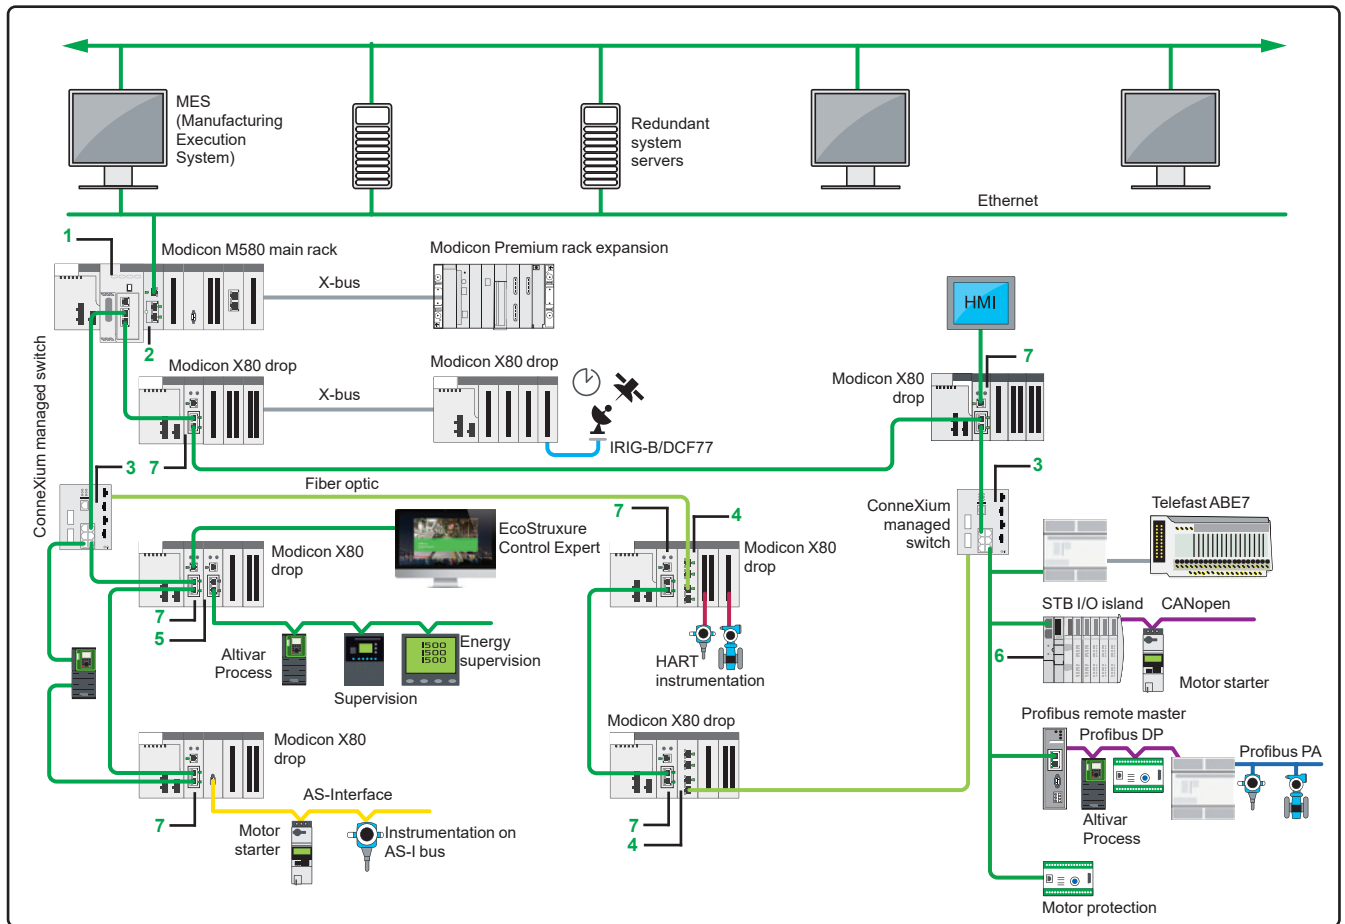 MES
(Manufacturing
Execution
System)
Redundant
system
servers
Ethernet
1
Modicon M580 main rack
Modicon Premium rack expansion
X-bus
HMI
2
Modicon X80 drop
Modicon X80 drop
7
Modicon X80
drop
X-bus
ConneXium managed switch
IRIG-B/DCF77
3
7
3
Fiber optic
ConneXium
managed
switch
Telefast ABE7
7
4
EcoStruxure
Control Expert
Modicon X80
drop
Modicon X80
drop
7
5
STB I/O island
CANopen
Altivar
Process
Energy
supervision
1500
1500
1500
6
HART
instrumentation
Supervision
Motor starter
Modicon X80 drop
Profibus remote master
Modicon X80
drop
Profibus DP
Profibus PA
AS-Interface
7
7
4
Motor
starter
Instrumentation on
AS-I bus
Altivar
Process
Motor protection